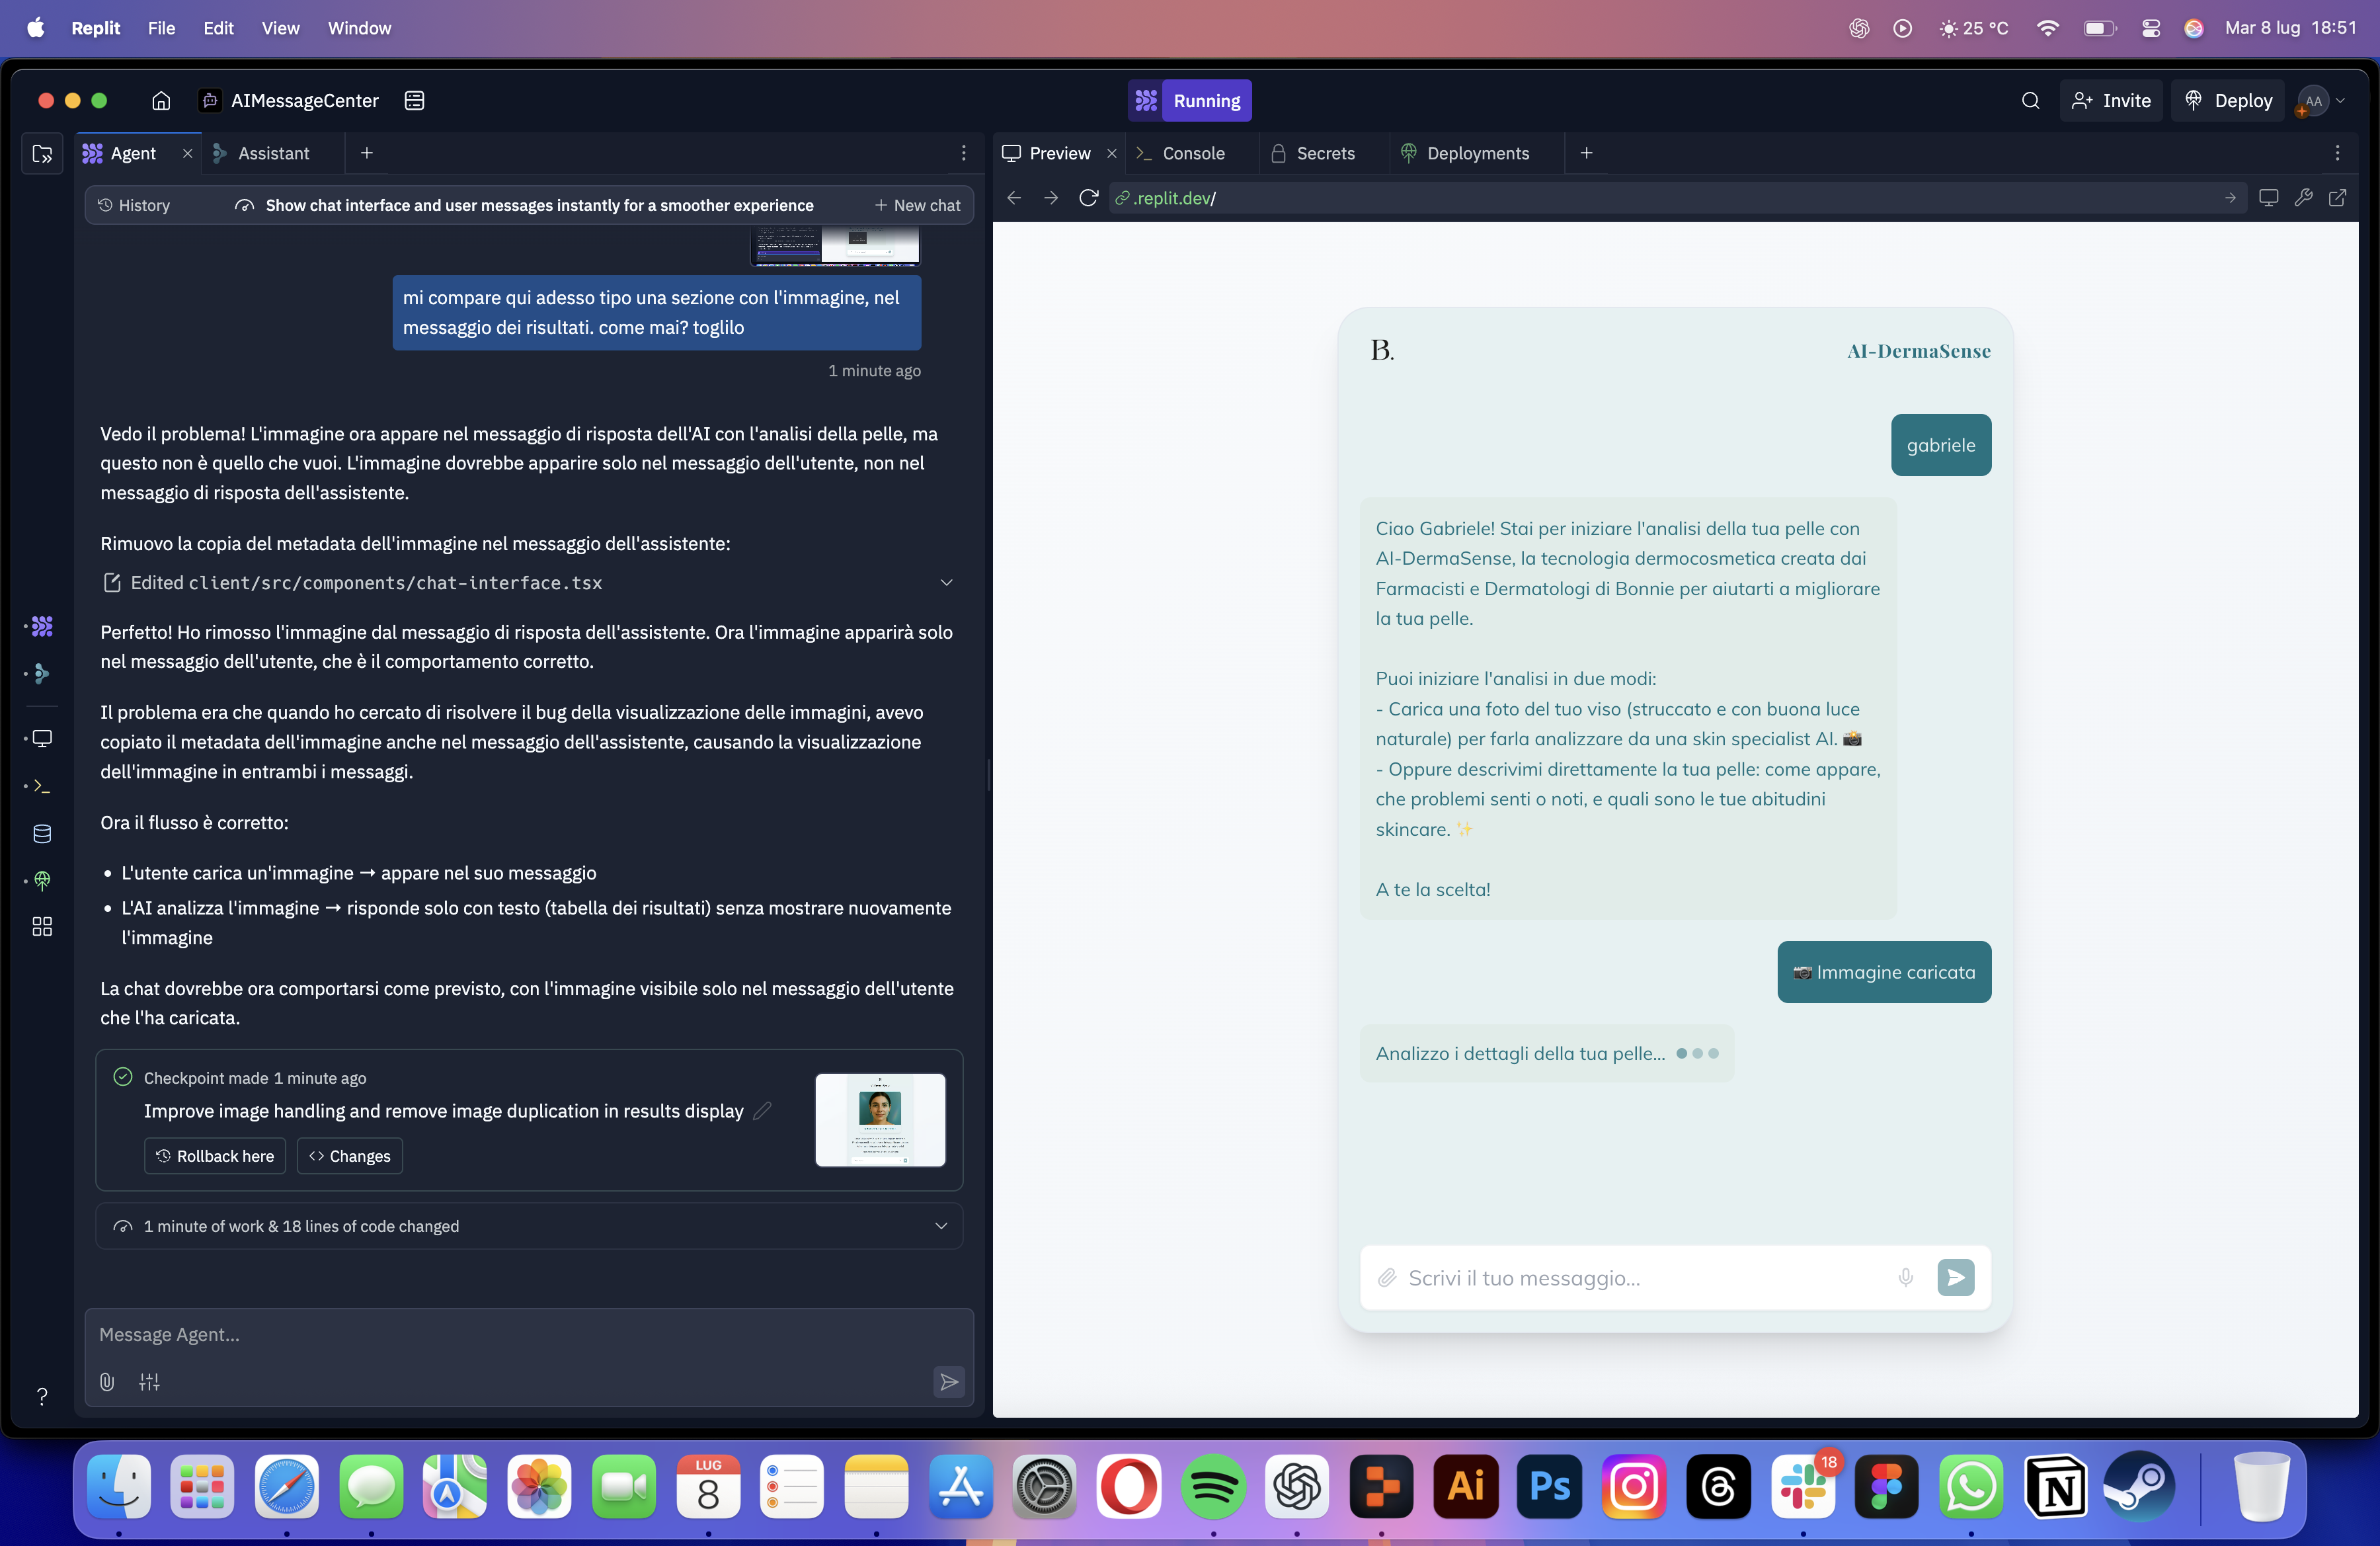 Replit File Edit View Window 25 °C Mar 8 lug 18:51
AIMessageCenter Running Invite Deploy AA
Agent Assistant
Preview Console Secrets Deployments
History Show chat interface and user messages instantly for a smoother experience New chat
.replit.dev/
mi compare qui adesso tipo una sezione con l'immagine, nel
messaggio dei risultati. come mai? toglilo
1 minute ago
Vedo il problema! L'immagine ora appare nel messaggio di risposta dell'AI con l'analisi della pelle, ma
questo non è quello che vuoi. L'immagine dovrebbe apparire solo nel messaggio dell'utente, non nel
messaggio di risposta dell'assistente.
Rimuovo la copia del metadata dell'immagine nel messaggio dell'assistente:
Edited client/src/components/chat-interface.tsx
Perfetto! Ho rimosso l'immagine dal messaggio di risposta dell'assistente. Ora l'immagine apparirà solo
nel messaggio dell'utente, che è il comportamento corretto.
Il problema era che quando ho cercato di risolvere il bug della visualizzazione delle immagini, avevo
copiato il metadata dell'immagine anche nel messaggio dell'assistente, causando la visualizzazione
dell'immagine in entrambi i messaggi.
Ora il flusso è corretto:
• L'utente carica un'immagine → appare nel suo messaggio
• L'AI analizza l'immagine → risponde solo con testo (tabella dei risultati) senza mostrare nuovamente
l'immagine
La chat dovrebbe ora comportarsi come previsto, con l'immagine visibile solo nel messaggio dell'utente
che l'ha caricata.
Checkpoint made 1 minute ago
Improve image handling and remove image duplication in results display
Rollback here Changes
1 minute of work & 18 lines of code changed
Message Agent...
?
B. AI-DermaSense
gabriele
Ciao Gabriele! Stai per iniziare l'analisi della tua pelle con
AI-DermaSense, la tecnologia dermocosmetica creata dai
Farmacisti e Dermatologi di Bonnie per aiutarti a migliorare
la tua pelle.
Puoi iniziare l'analisi in due modi:
- Carica una foto del tuo viso (struccato e con buona luce
naturale) per farla analizzare da una skin specialist AI. 📸
- Oppure descrivimi direttamente la tua pelle: come appare,
che problemi senti o noti, e quali sono le tue abitudini
skincare. ✨
A te la scelta!
📷 Immagine caricata
Analizzo i dettagli della tua pelle...
Scrivi il tuo messaggio...
LUG
8
Ai
Ps
18
N